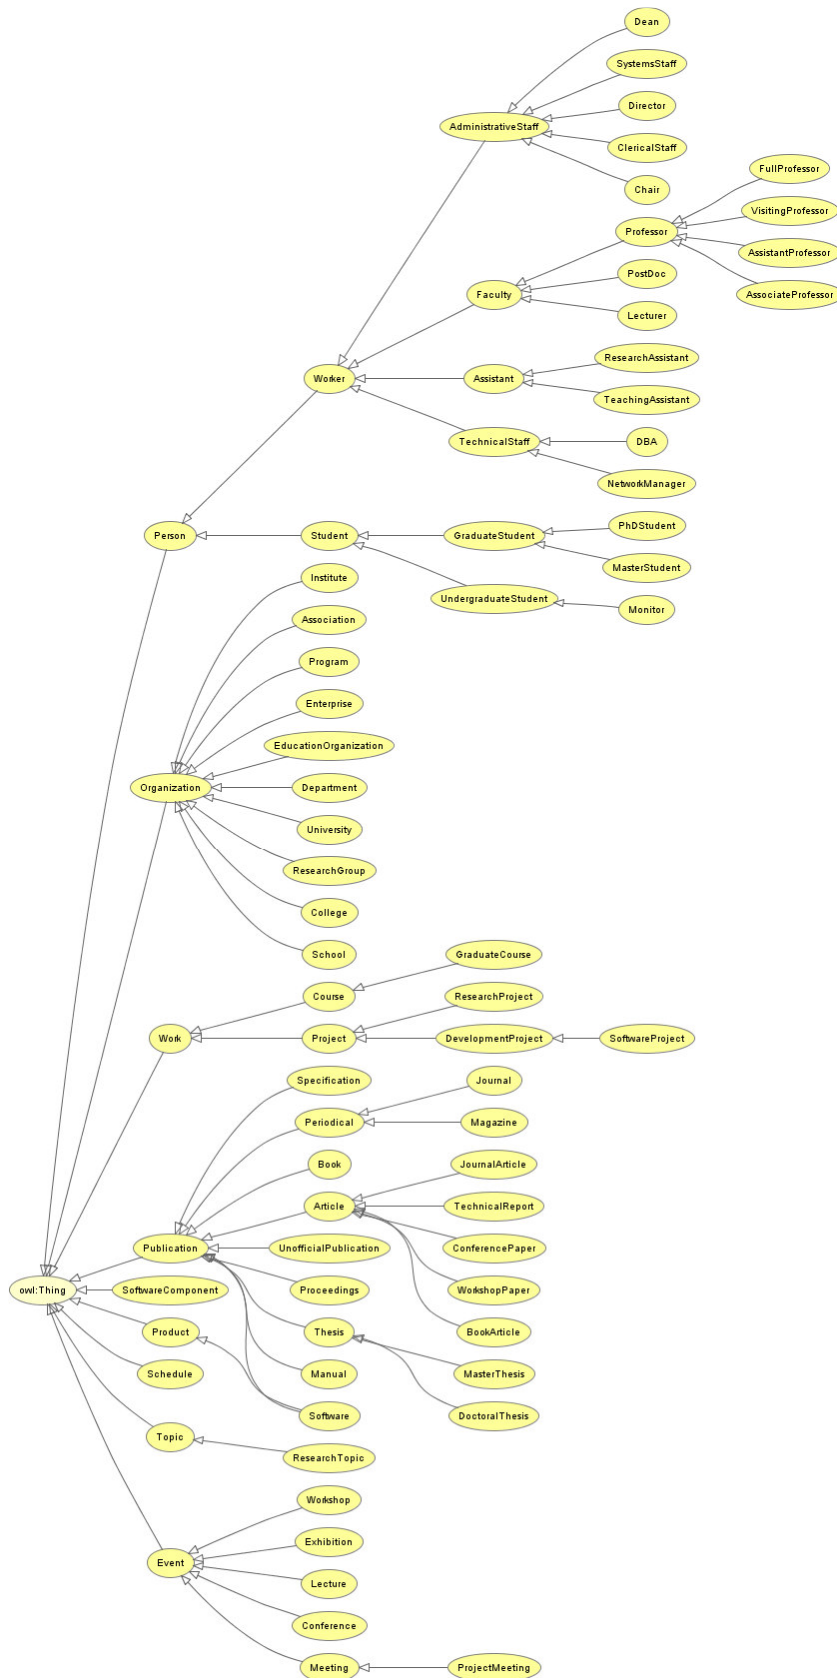 Dean
SystemsStaff
Director
AdministrativeStaff
ClericalStaff
FullProfessor
Chair
VisitingProfessor
Professor
AssistantProfessor
PostDoc
Faculty
AssociateProfessor
Lecturer
ResearchAssistant
Worker
Assistant
TeachingAssistant
TechnicalStaff
DBA
NetworkManager
PhDStudent
Person
Student
GraduateStudent
MasterStudent
Institute
UndergraduateStudent
Monitor
Association
Program
Enterprise
EducationOrganization
Organization
Department
University
ResearchGroup
College
School
GraduateCourse
Course
ResearchProject
Work
Project
DevelopmentProject
SoftwareProject
Specification
Journal
Periodical
Magazine
Book
JournalArticle
Article
TechnicalReport
Publication
UnofficialPublication
ConferencePaper
owl:Thing
SoftwareComponent
Proceedings
WorkshopPaper
Product
Thesis
BookArticle
Schedule
Manual
MasterThesis
Software
DoctoralThesis
Topic
ResearchTopic
Workshop
Exhibition
Event
Lecture
Conference
Meeting
ProjectMeeting